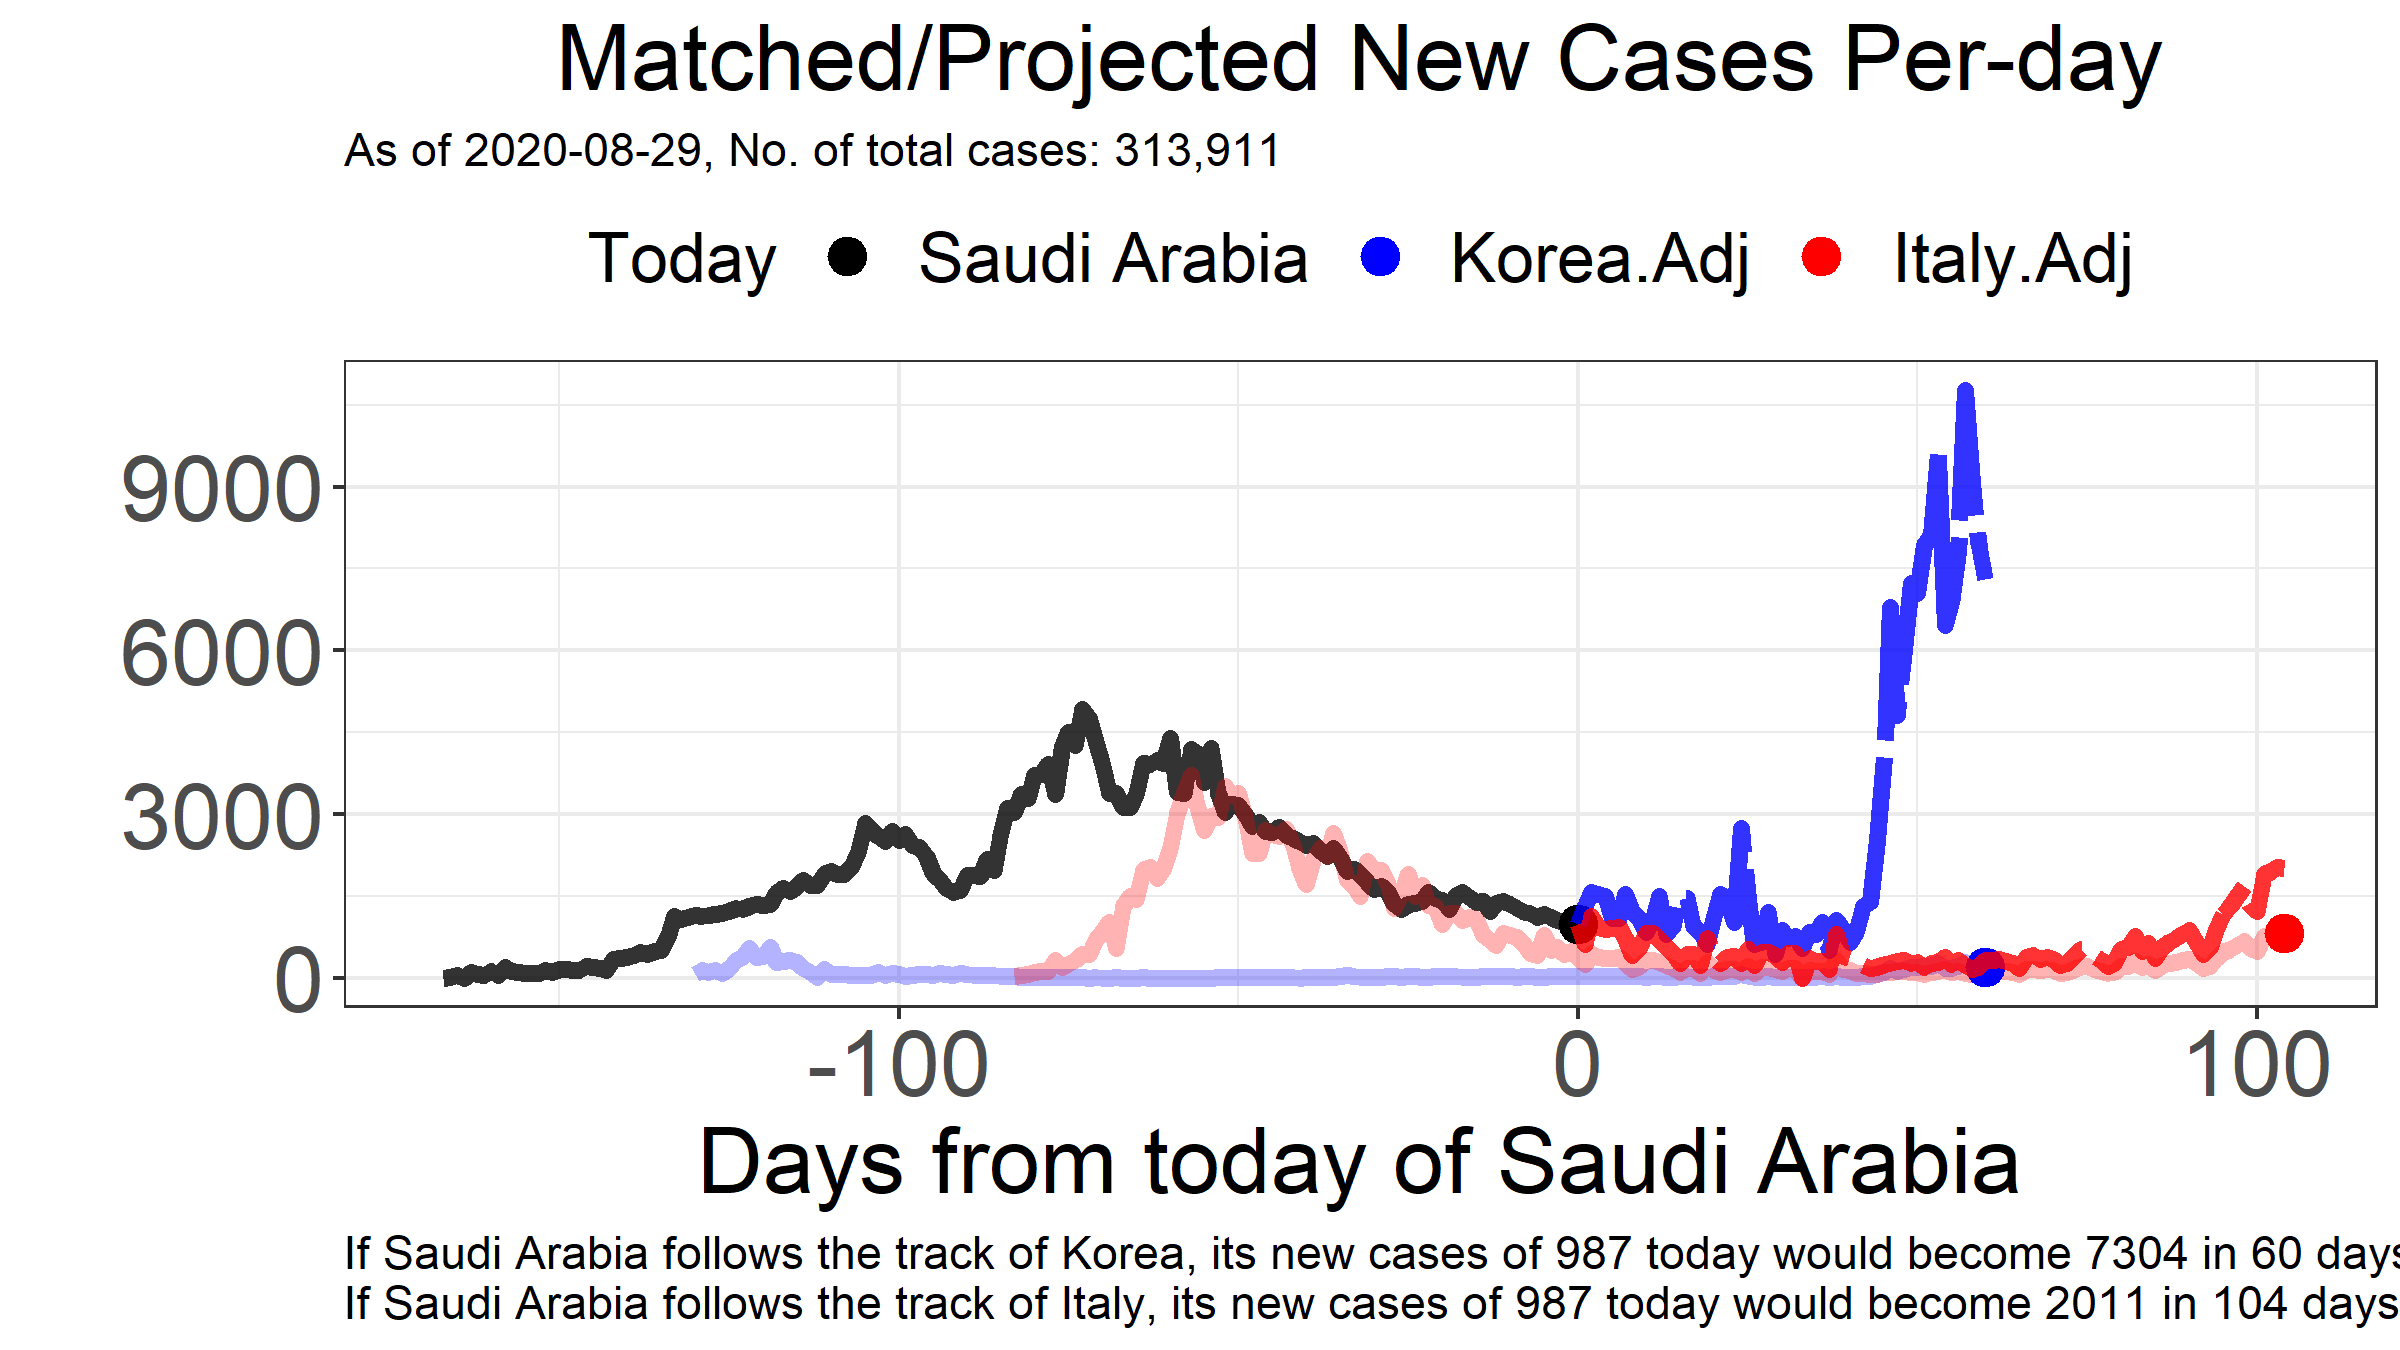 Matched/Projected New Cases Per-day
As of 2020-08-29, No. of total cases: 313,911
Today Saudi Arabia Korea.Adj Italy.Adj
9000
6000
3000
0
-100 0 100
Days from today of Saudi Arabia
If Saudi Arabia follows the track of Korea, its new cases of 987 today would become 7304 in 60 days
If Saudi Arabia follows the track of Italy, its new cases of 987 today would become 2011 in 104 days